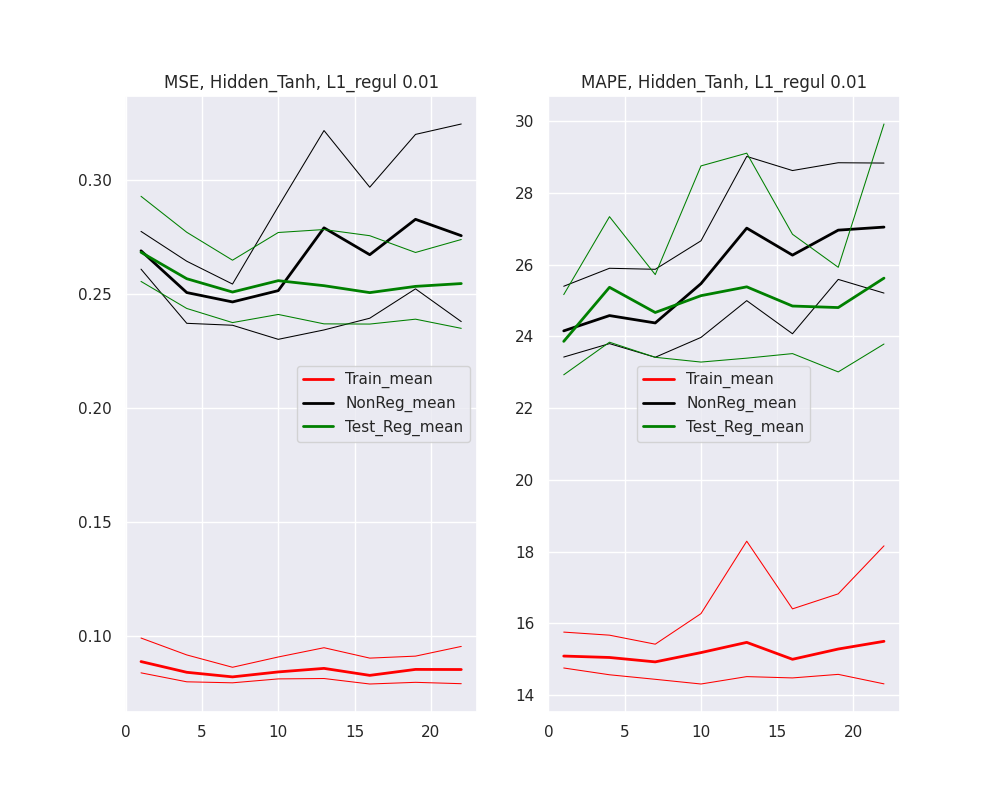 MSE, Hidden_Tanh, L1_regul 0.01
0.30
0.25
0.20
0.15
0.10
0 5 10 15 20
Train_mean
NonReg_mean
Test_Reg_mean
MAPE, Hidden_Tanh, L1_regul 0.01
30
28
26
24
22
20
18
16
14
0 5 10 15 20
Train_mean
NonReg_mean
Test_Reg_mean